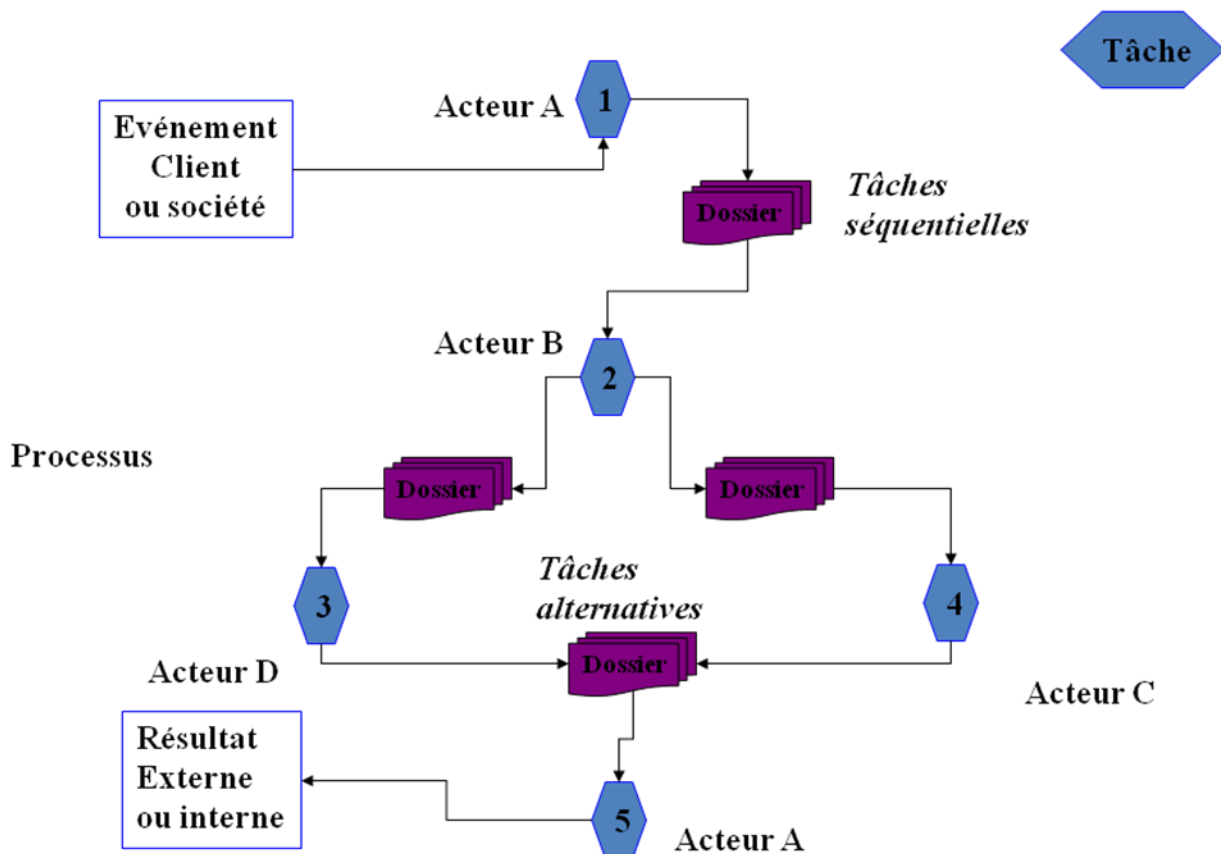 Tâche
Acteur A
1
Evénement
Client
ou société
Dossier
Tâches
séquentielles
Acteur B
2
Processus
Dossier
Dossier
3
Tâches
alternatives
4
Dossier
Acteur D
Acteur C
Résultat
Externe
ou interne
5
Acteur A